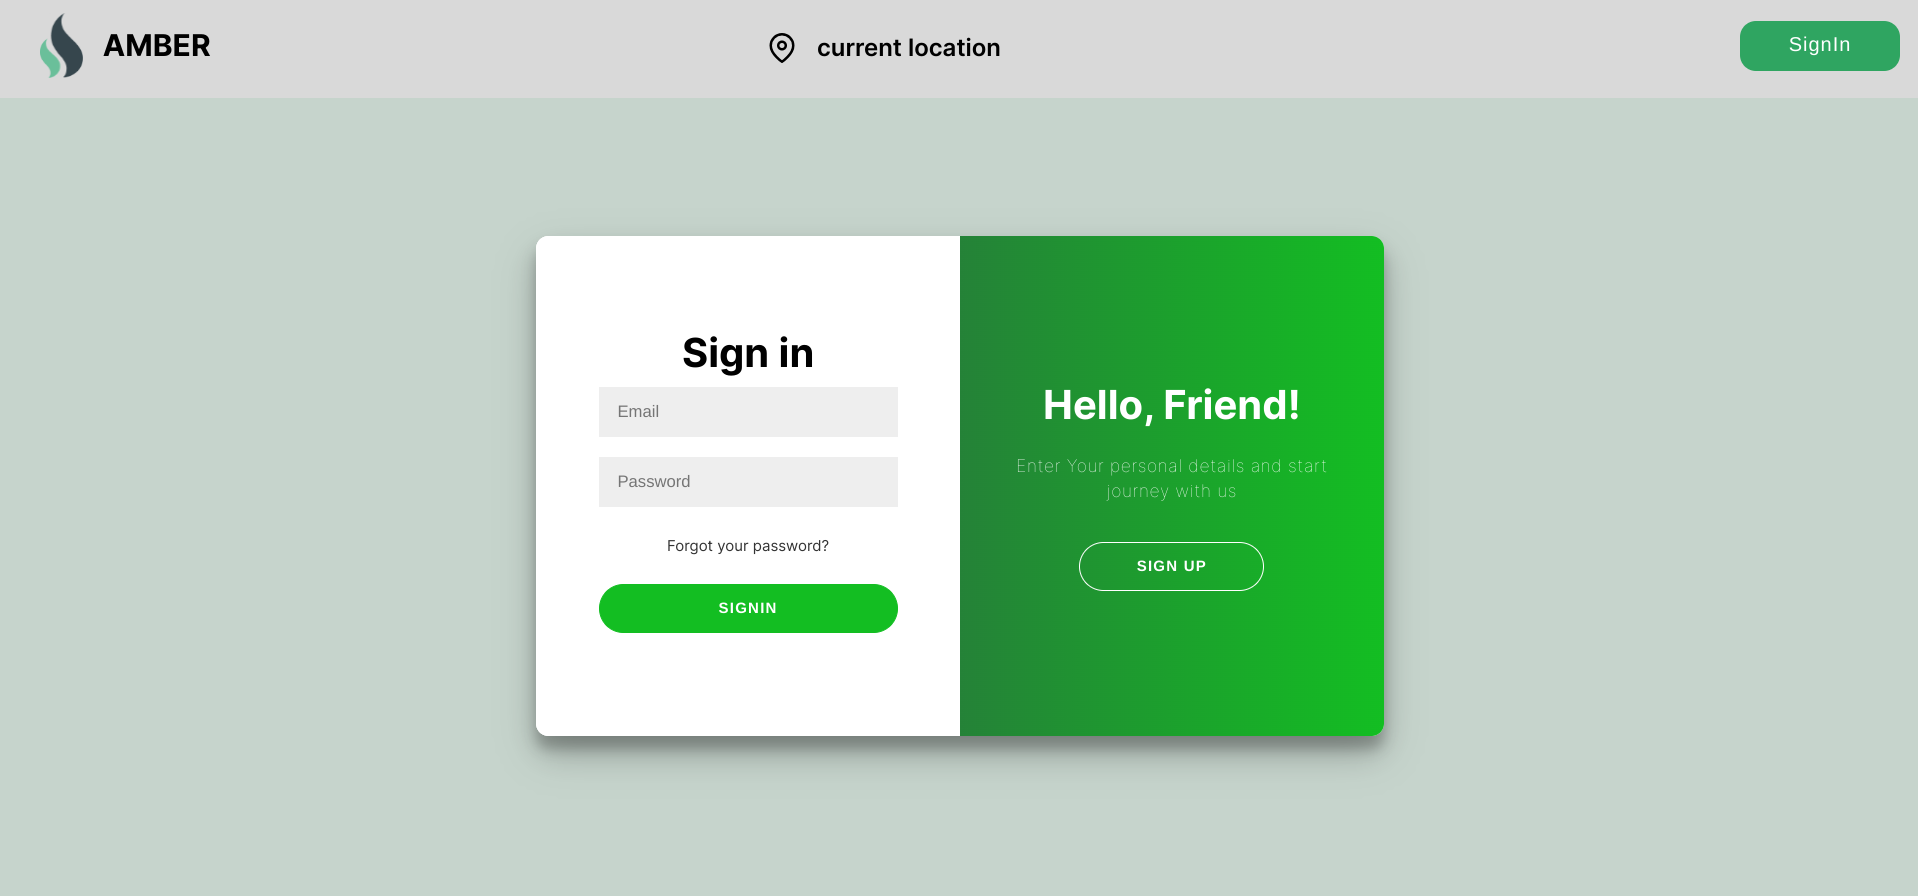 AMBER
current location
SignIn
Sign in
Email
Password
Forgot your password?
SIGNIN
Hello, Friend!
Enter Your personal details and start
journey with us
SIGN UP